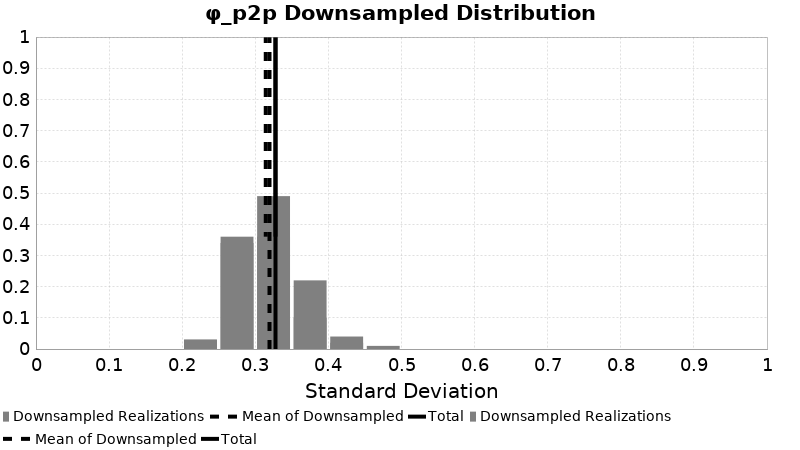 φ_p2p Downsampled Distribution
1
0.9
0.8
0.7
0.6
0.5
0.4
0.3
0.2
0.1
0
0 0.1 0.2 0.3 0.4 0.5 0.6 0.7 0.8 0.9 1
Standard Deviation
Downsampled Realizations Mean of Downsampled Total Downsampled Realizations
Mean of Downsampled Total